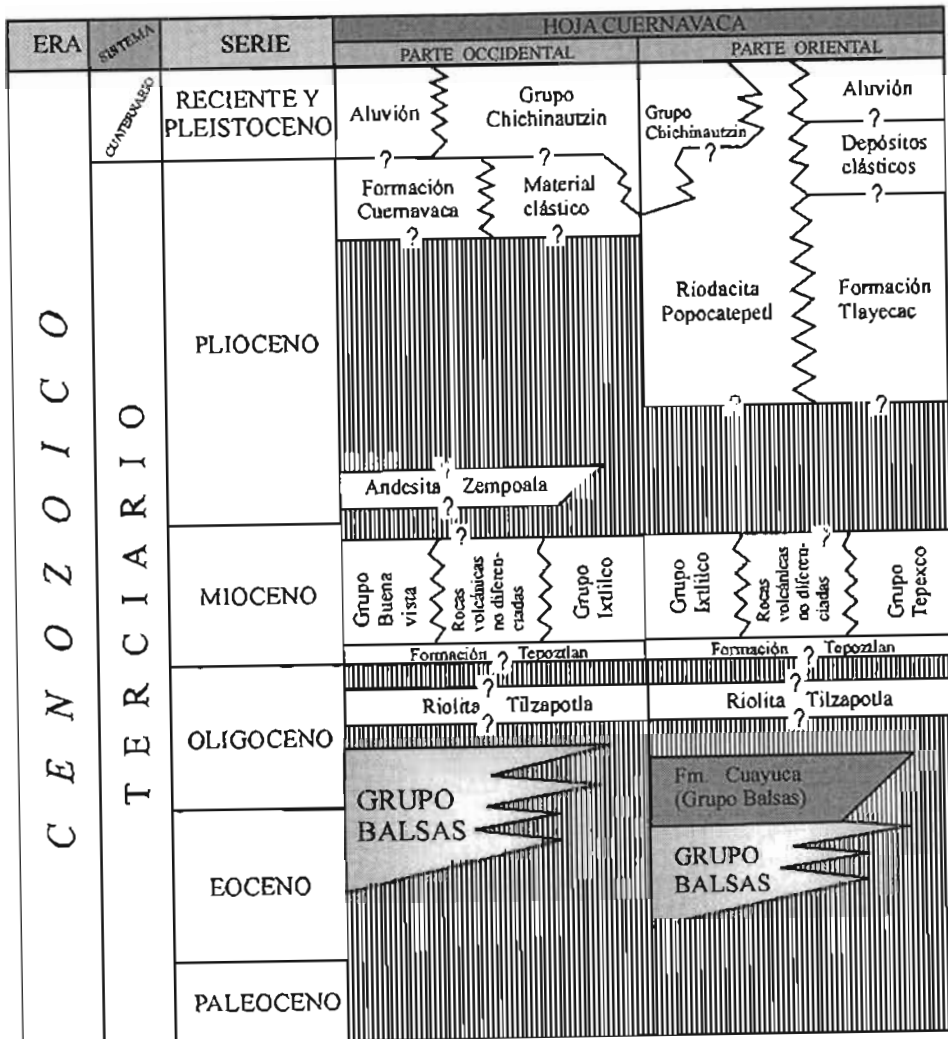 HOJA CUERNAVACA
ERA
SISTEMA
SERIE
PARTE OCCIDENTAL
PARTE ORIENTAL
CENOZOICO
CUATERNARIO
TERCIARIO
RECIENTE Y
PLEISTOCENO
Aluvión
Grupo
Chichinautzin
Grupo
Chichinautzin
Aluvión
?
Depósitos
clásticos
?
?
?
?
PLIOCENO
Formación
Cuernavaca
Material
clástico
?
?
Ríodacita
Popocatepetl
Formación
Tlayecac
?
?
?
Andesita Zempoala
?
MIOCENO
?
?
Grupo
Buena
vista
Rocas
volcánicas
no diferen-
ciadas
Grupo
Ixtlilco
Grupo
Ixtlilco
Rocas
volcánicas
no diferen-
ciadas
Grupo
Tepexco
Formación ? Tepoztlan
Formación ? Tepoztlan
OLIGOCENO
?
?
Riolita Tilzapotla
Riolita Tilzapotla
?
?
GRUPO
BALSAS
Fm. Cuayuca
(Grupo Balsas)
EOCENO
GRUPO
BALSAS
PALEOCENO